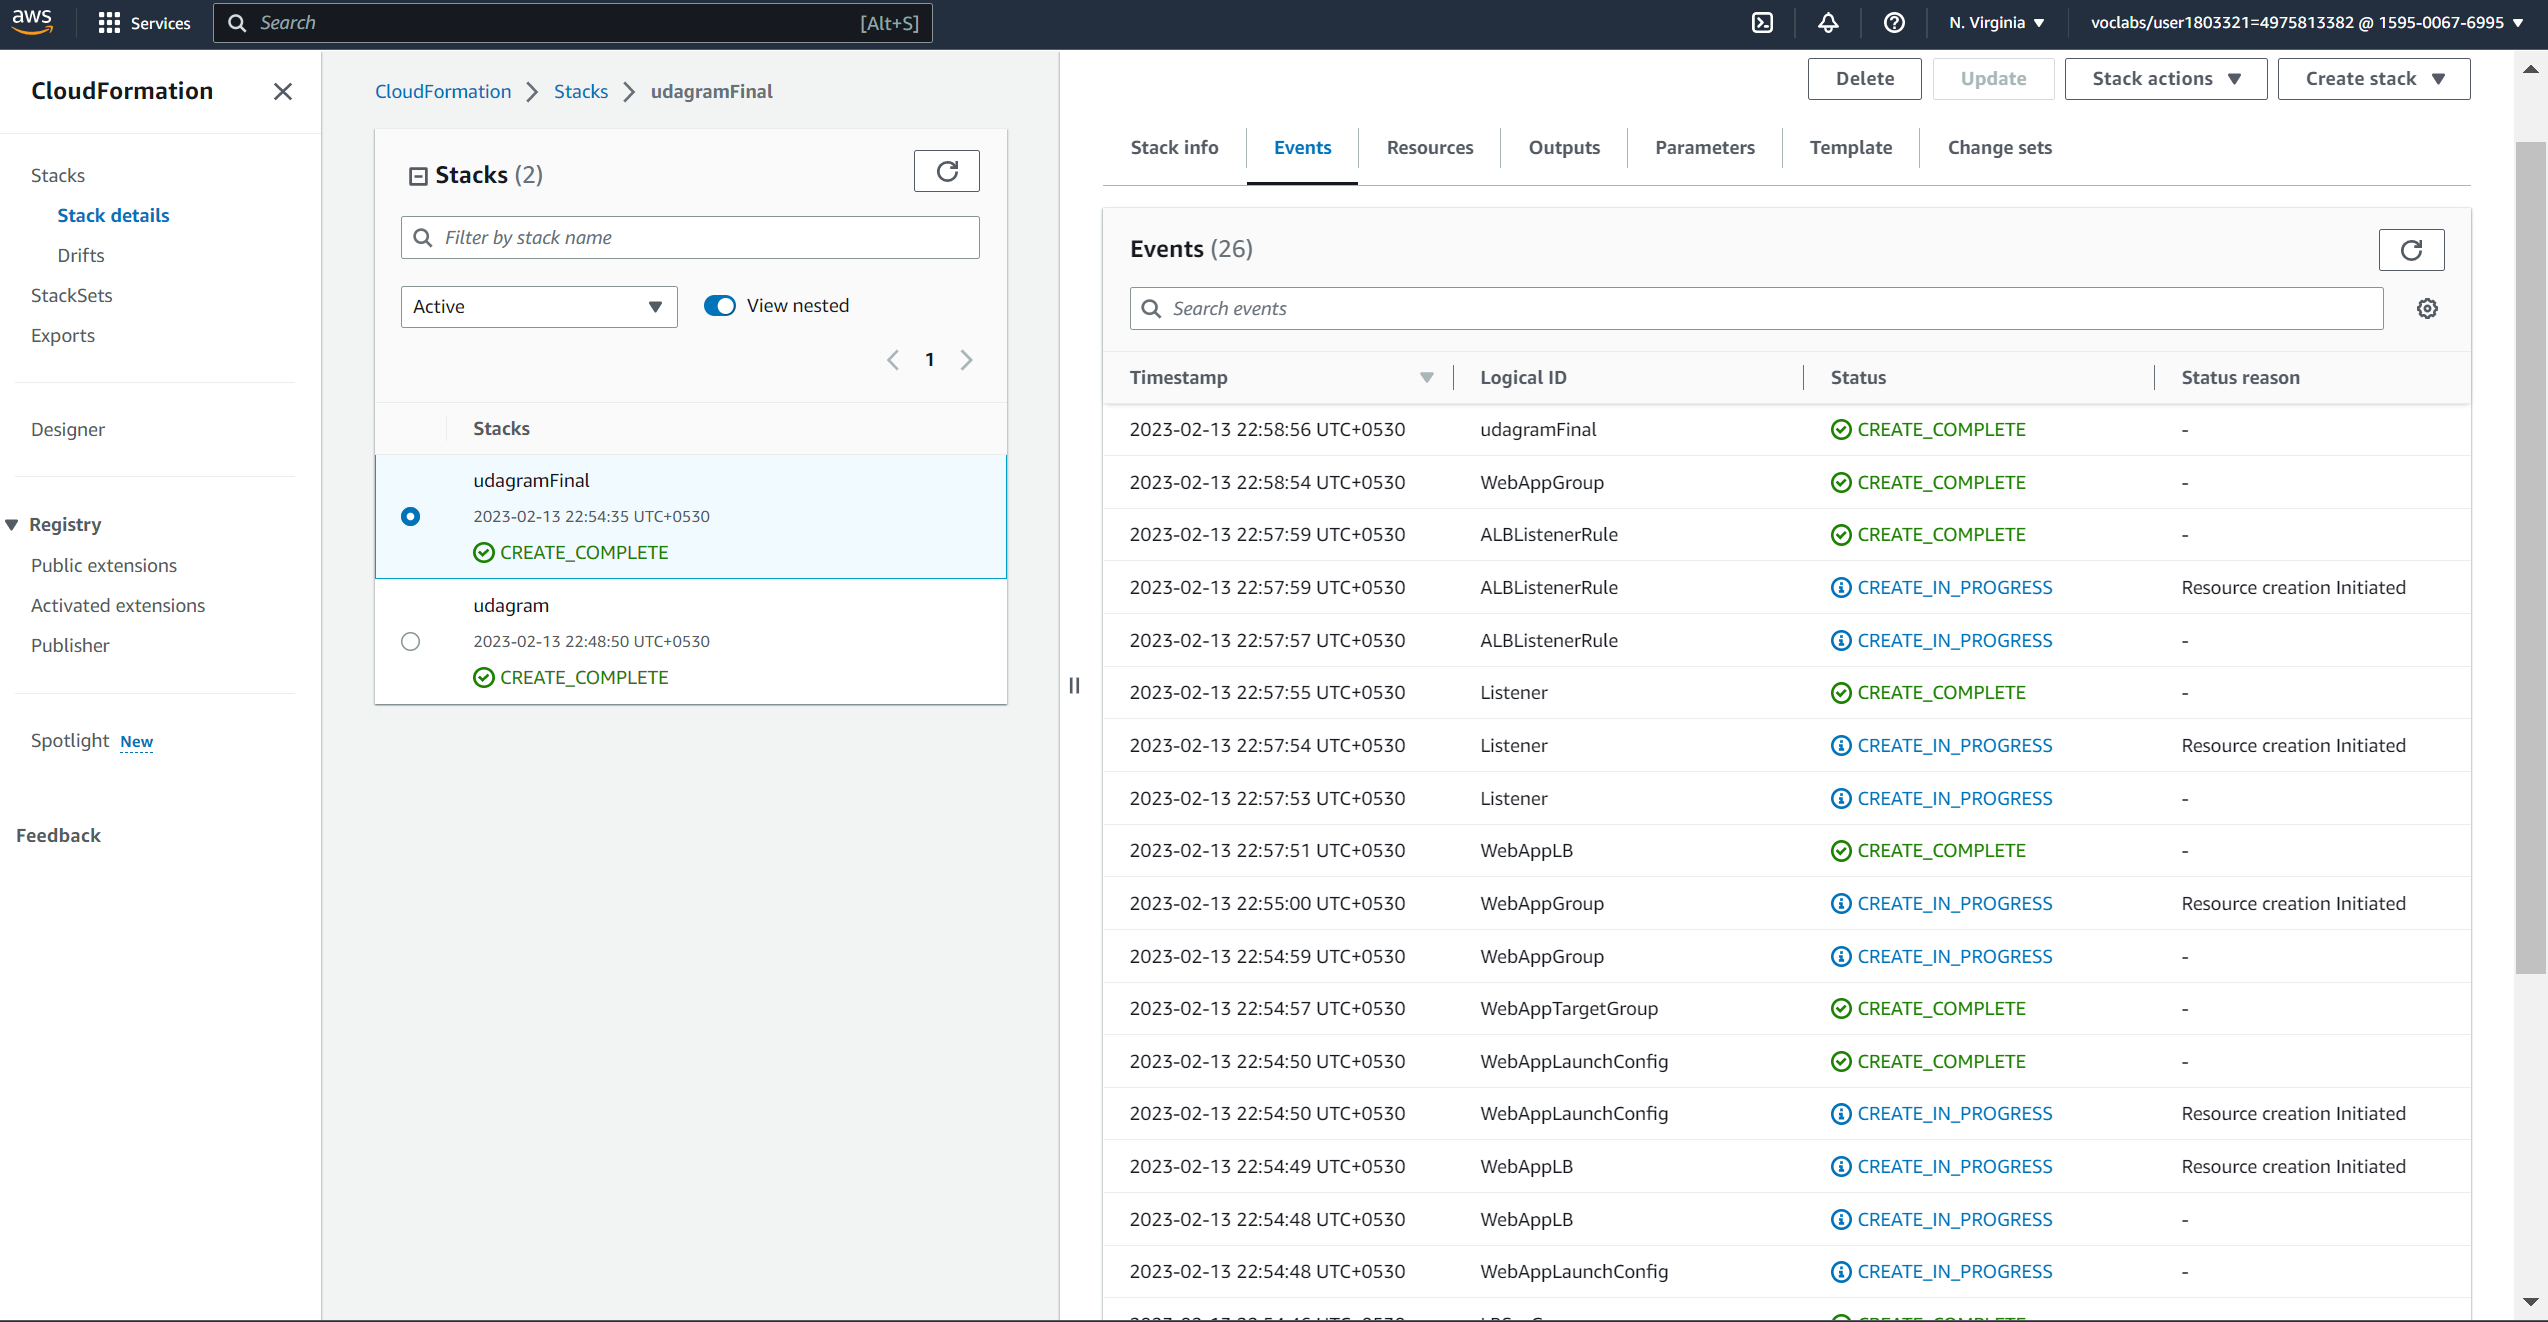 aws Services Search [Alt+S] N. Virginia voclabs/user1803321=4975813382 @ 1595-0067-6995
CloudFormation
Stacks
Stack details
Drifts
StackSets
Exports
Designer
Registry
Public extensions
Activated extensions
Publisher
Spotlight New
Feedback
CloudFormation Stacks udagramFinal
Stacks (2)
Filter by stack name
Active View nested
1
Stacks
udagramFinal
2023-02-13 22:54:35 UTC+0530
CREATE_COMPLETE
udagram
2023-02-13 22:48:50 UTC+0530
CREATE_COMPLETE
Delete Update Stack actions Create stack
Stack info Events Resources Outputs Parameters Template Change sets
Events (26)
Search events
Timestamp Logical ID Status Status reason
2023-02-13 22:58:56 UTC+0530 udagramFinal CREATE_COMPLETE -
2023-02-13 22:58:54 UTC+0530 WebAppGroup CREATE_COMPLETE -
2023-02-13 22:57:59 UTC+0530 ALBListenerRule CREATE_COMPLETE -
2023-02-13 22:57:59 UTC+0530 ALBListenerRule CREATE_IN_PROGRESS Resource creation Initiated
2023-02-13 22:57:57 UTC+0530 ALBListenerRule CREATE_IN_PROGRESS -
2023-02-13 22:57:55 UTC+0530 Listener CREATE_COMPLETE -
2023-02-13 22:57:54 UTC+0530 Listener CREATE_IN_PROGRESS Resource creation Initiated
2023-02-13 22:57:53 UTC+0530 Listener CREATE_IN_PROGRESS -
2023-02-13 22:57:51 UTC+0530 WebAppLB CREATE_COMPLETE -
2023-02-13 22:55:00 UTC+0530 WebAppGroup CREATE_IN_PROGRESS Resource creation Initiated
2023-02-13 22:54:59 UTC+0530 WebAppGroup CREATE_IN_PROGRESS -
2023-02-13 22:54:57 UTC+0530 WebAppTargetGroup CREATE_COMPLETE -
2023-02-13 22:54:50 UTC+0530 WebAppLaunchConfig CREATE_COMPLETE -
2023-02-13 22:54:50 UTC+0530 WebAppLaunchConfig CREATE_IN_PROGRESS Resource creation Initiated
2023-02-13 22:54:49 UTC+0530 WebAppLB CREATE_IN_PROGRESS Resource creation Initiated
2023-02-13 22:54:48 UTC+0530 WebAppLB CREATE_IN_PROGRESS -
2023-02-13 22:54:48 UTC+0530 WebAppLaunchConfig CREATE_IN_PROGRESS -